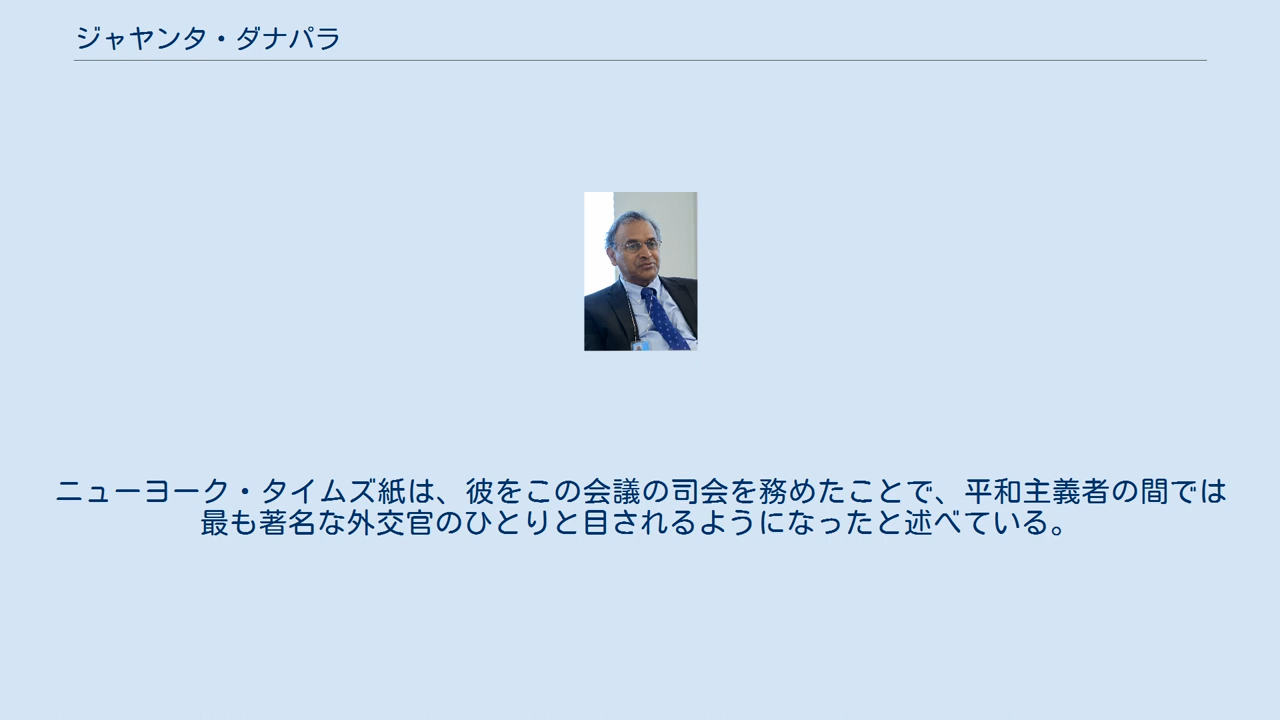 ジャヤンタ・ダナパラ
ニューヨーク・タイムズ紙は、彼をこの会議の司会を務めたことで、平和主義者の間では
最も著名な外交官のひとりと目されるようになったと述べている。